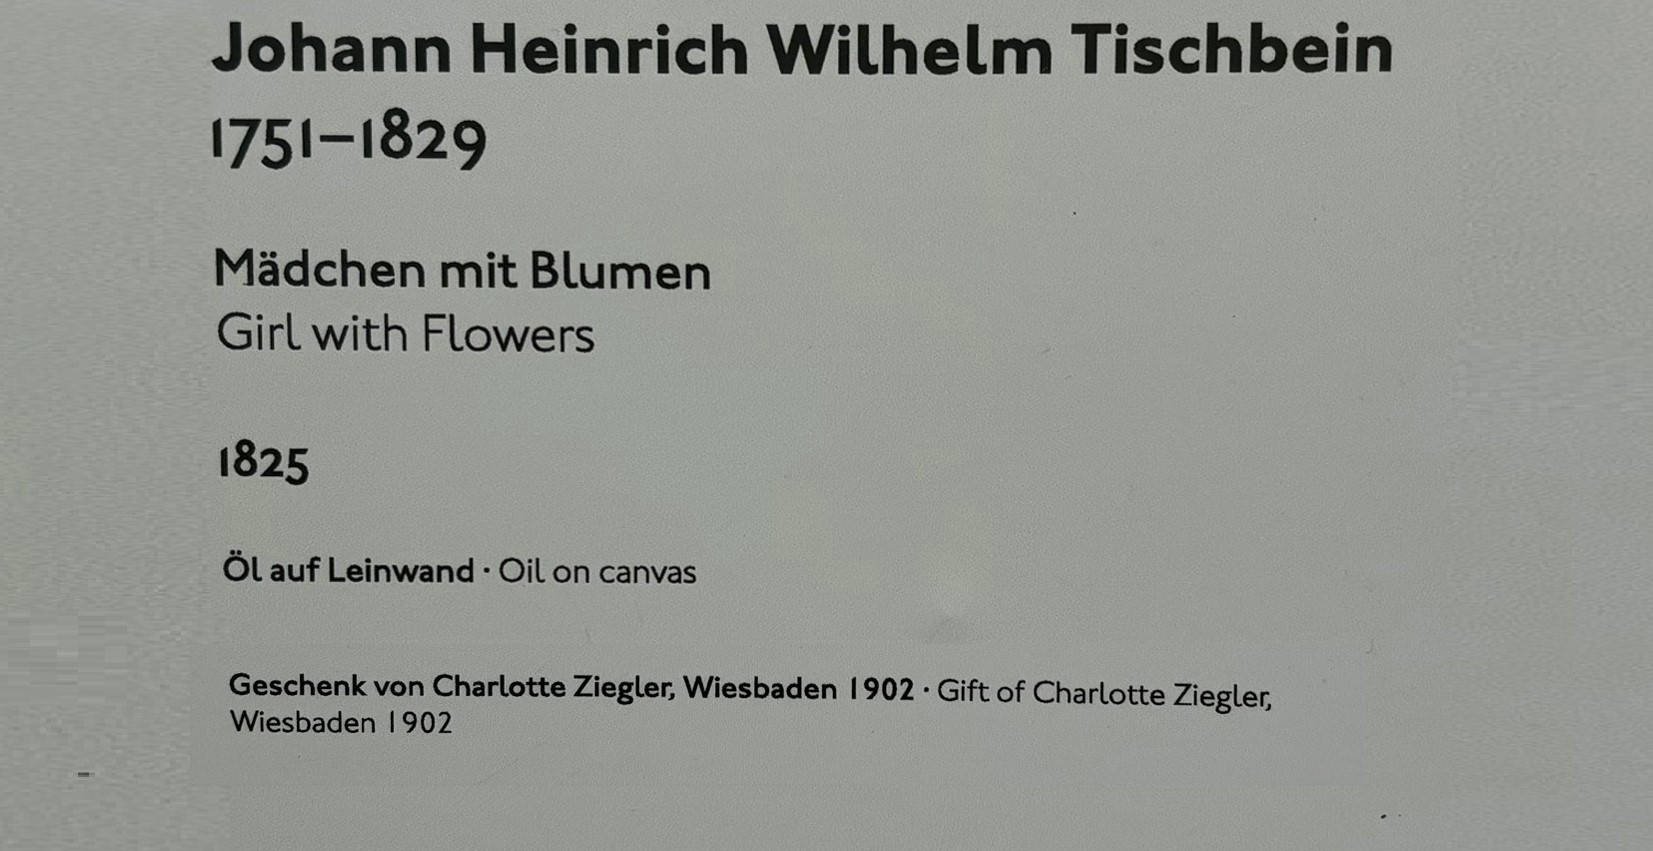 Johann Heinrich Wilhelm Tischbein
1751–1829
Mädchen mit Blumen
Girl with Flowers
1825
Öl auf Leinwand · Oil on canvas
Geschenk von Charlotte Ziegler, Wiesbaden 1902 · Gift of Charlotte Ziegler,
Wiesbaden 1902